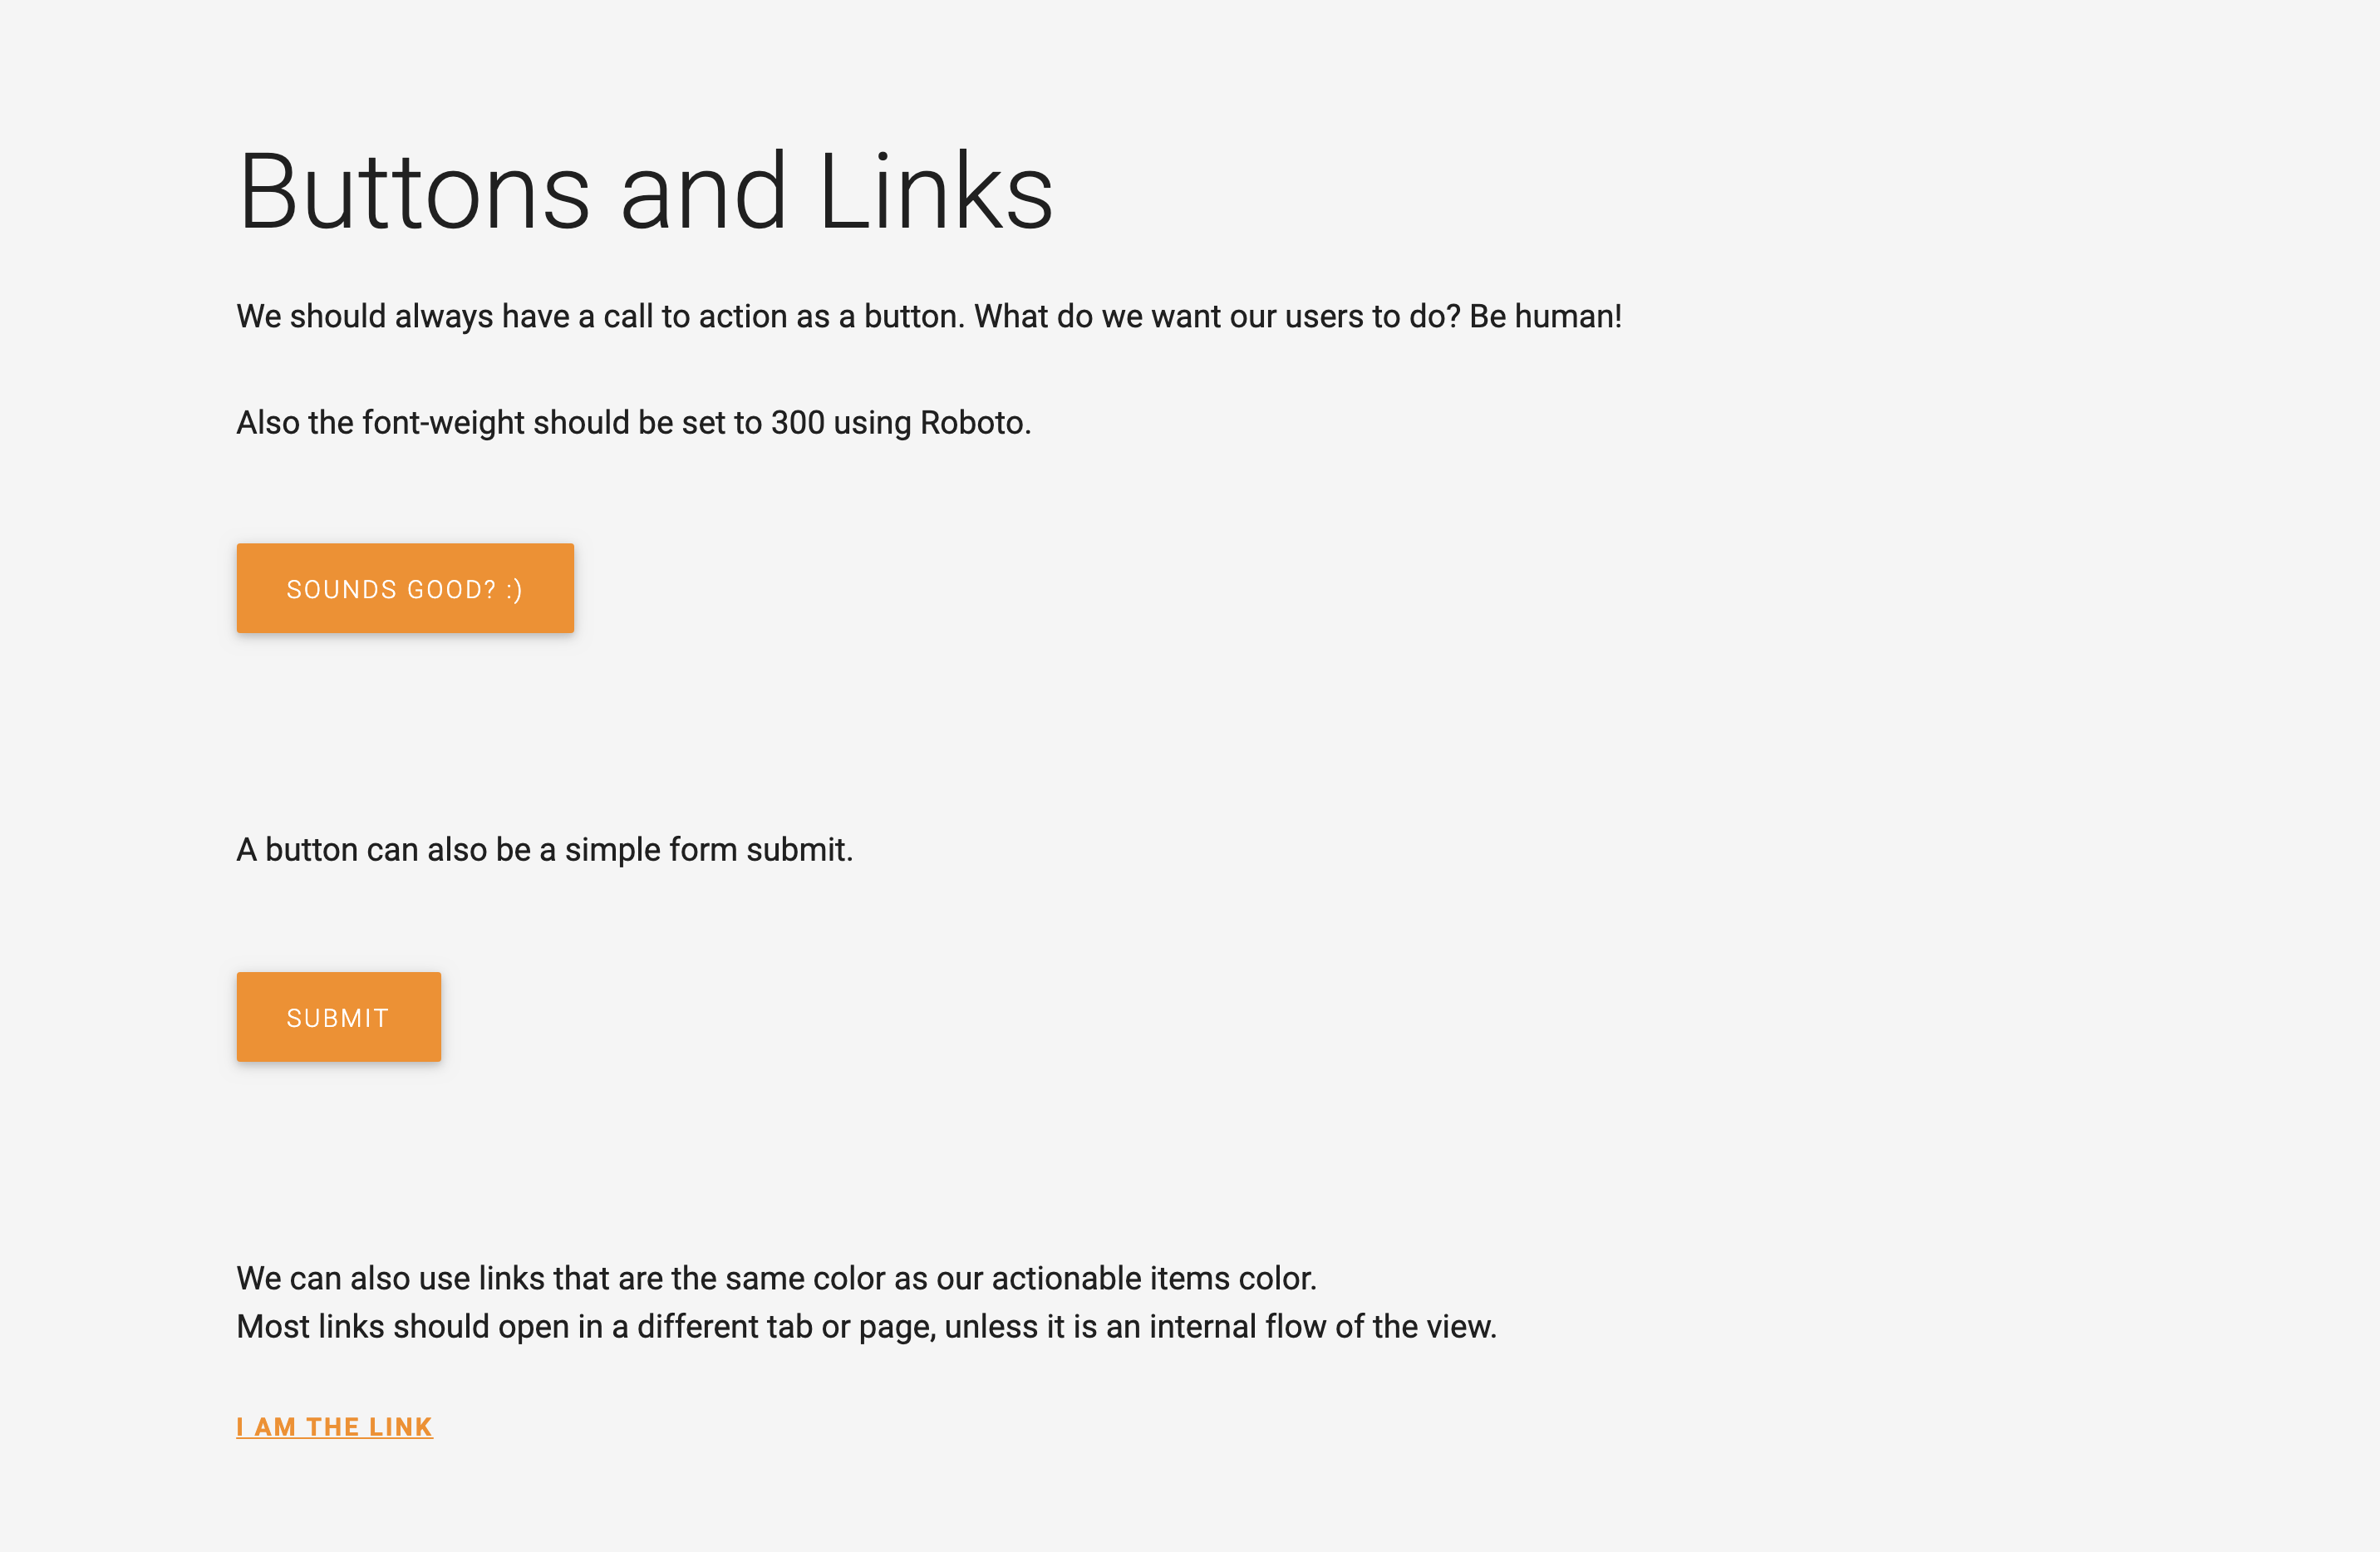 Buttons and Links
We should always have a call to action as a button. What do we want our users to do? Be human!
Also the font-weight should be set to 300 using Roboto.
SOUNDS GOOD? :)
A button can also be a simple form submit.
SUBMIT
We can also use links that are the same color as our actionable items color.
Most links should open in a different tab or page, unless it is an internal flow of the view.
I AM THE LINK